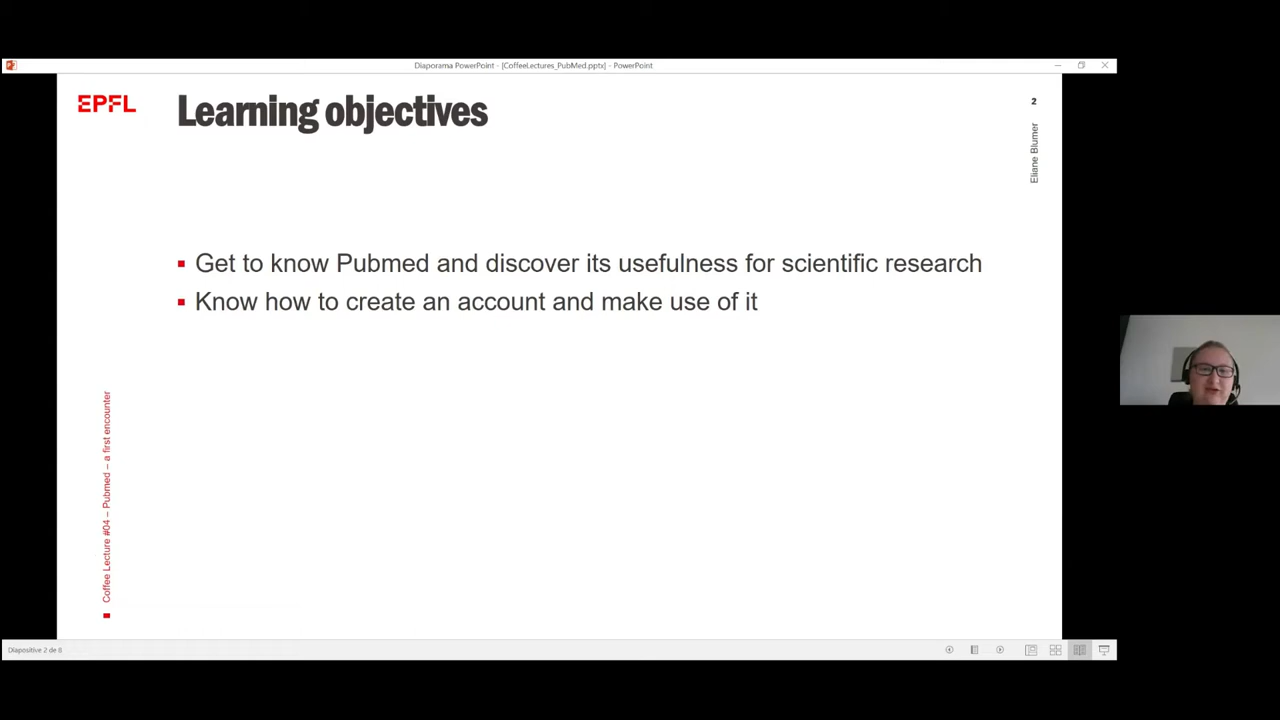 Diaporama PowerPoint - [CoffeeLectures_PubMed.pptx] - PowerPoint
EPFL
Learning objectives
2
Eliane Blumer
Get to know Pubmed and discover its usefulness for scientific research
Know how to create an account and make use of it
Coffee Lecture #04 – Pubmed – a first encounter
Diapositive 2 de 8